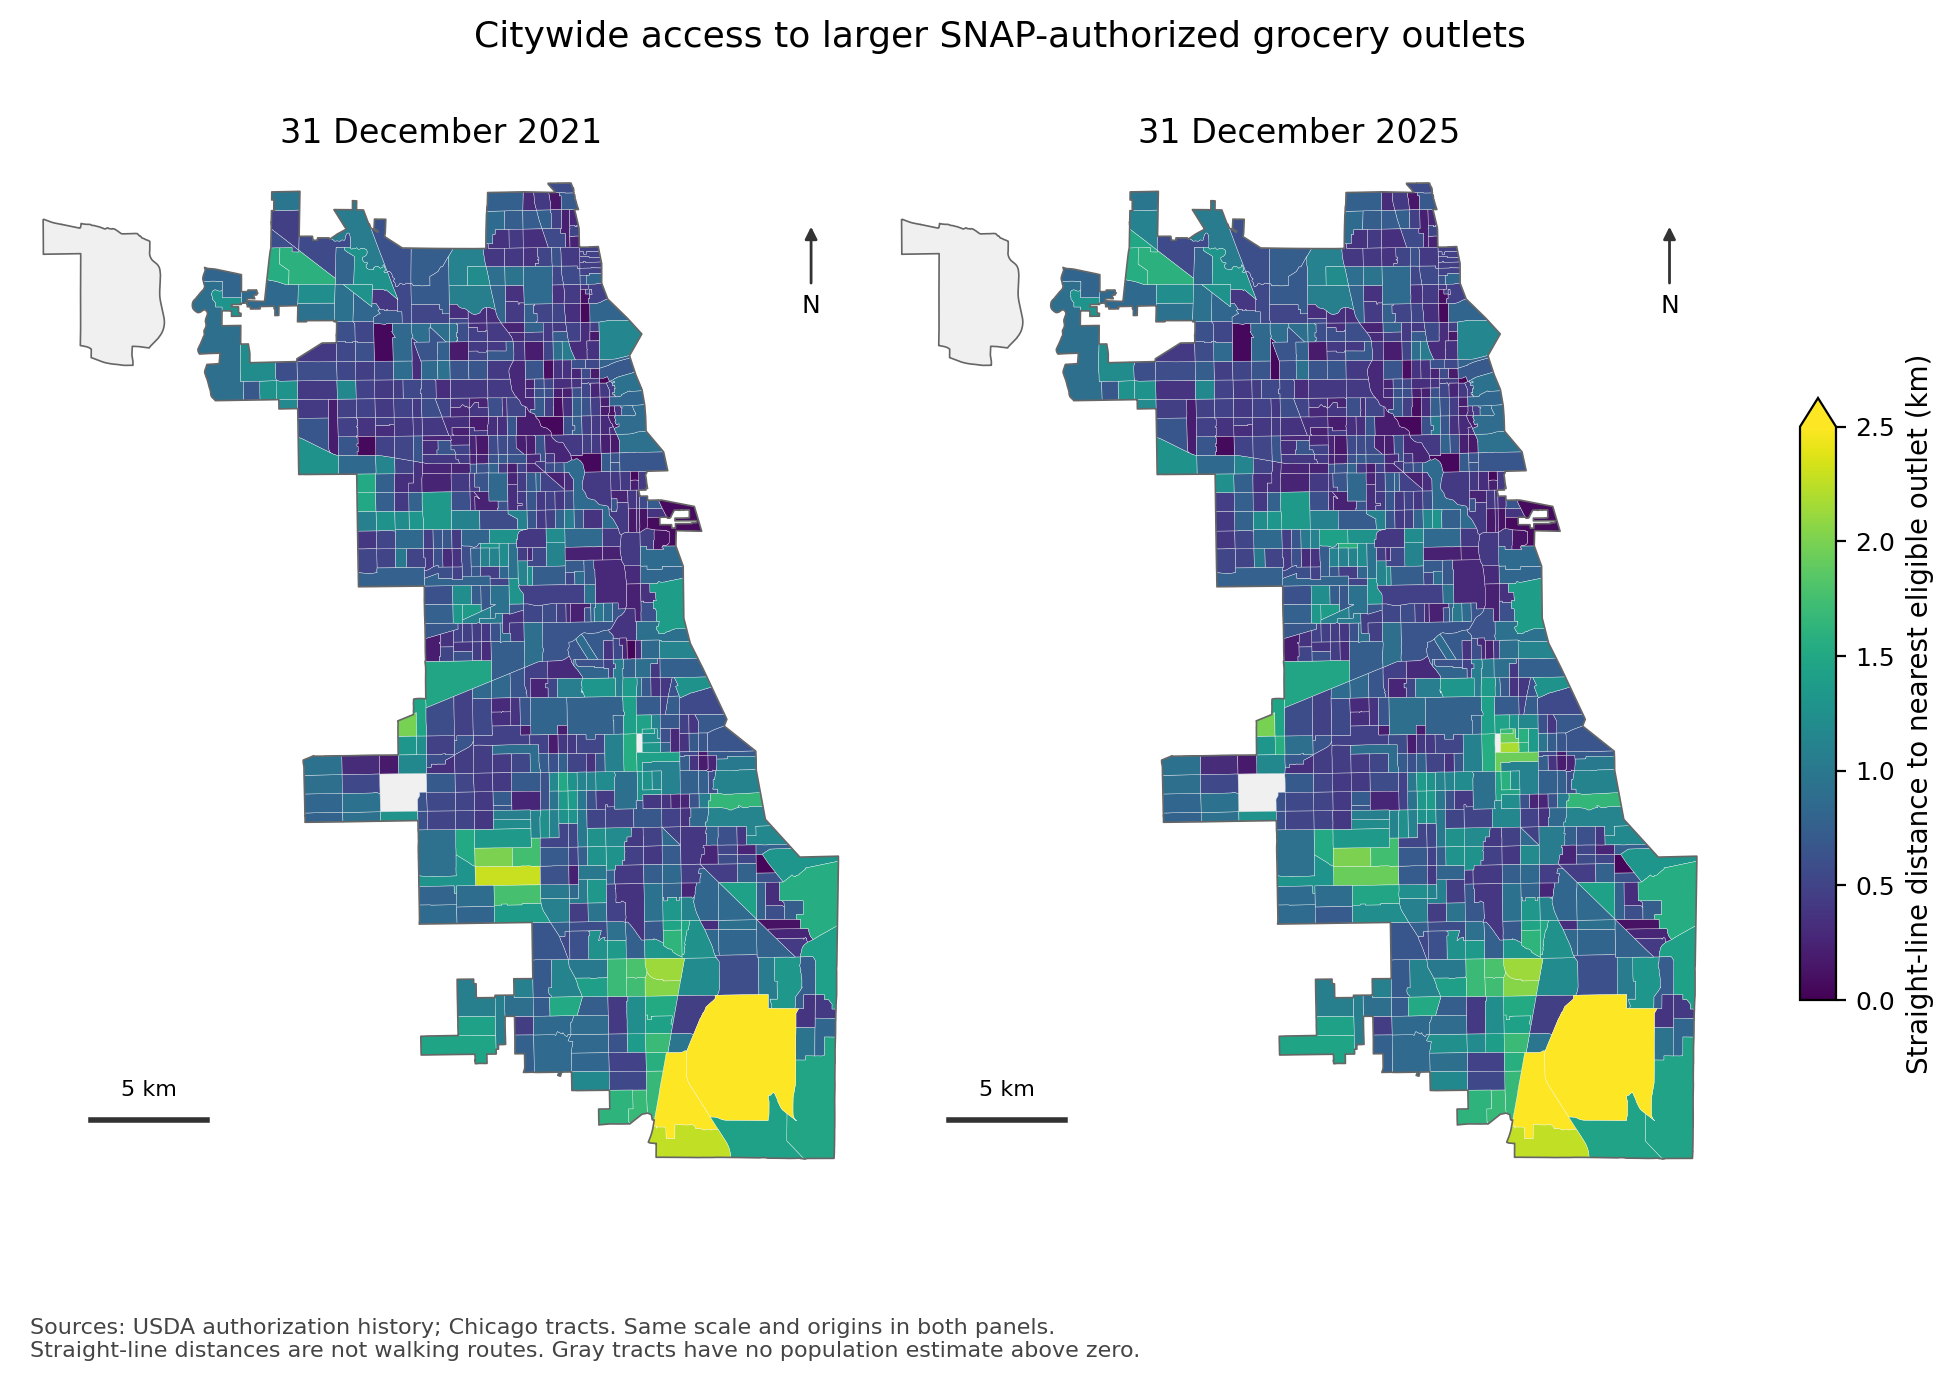 Citywide access to larger SNAP-authorized grocery outlets
31 December 2021
31 December 2025
N
N
5 km
5 km
2.5
2.0
1.5
1.0
0.5
0.0
Straight-line distance to nearest eligible outlet (km)
Sources: USDA authorization history; Chicago tracts. Same scale and origins in both panels.
Straight-line distances are not walking routes. Gray tracts have no population estimate above zero.